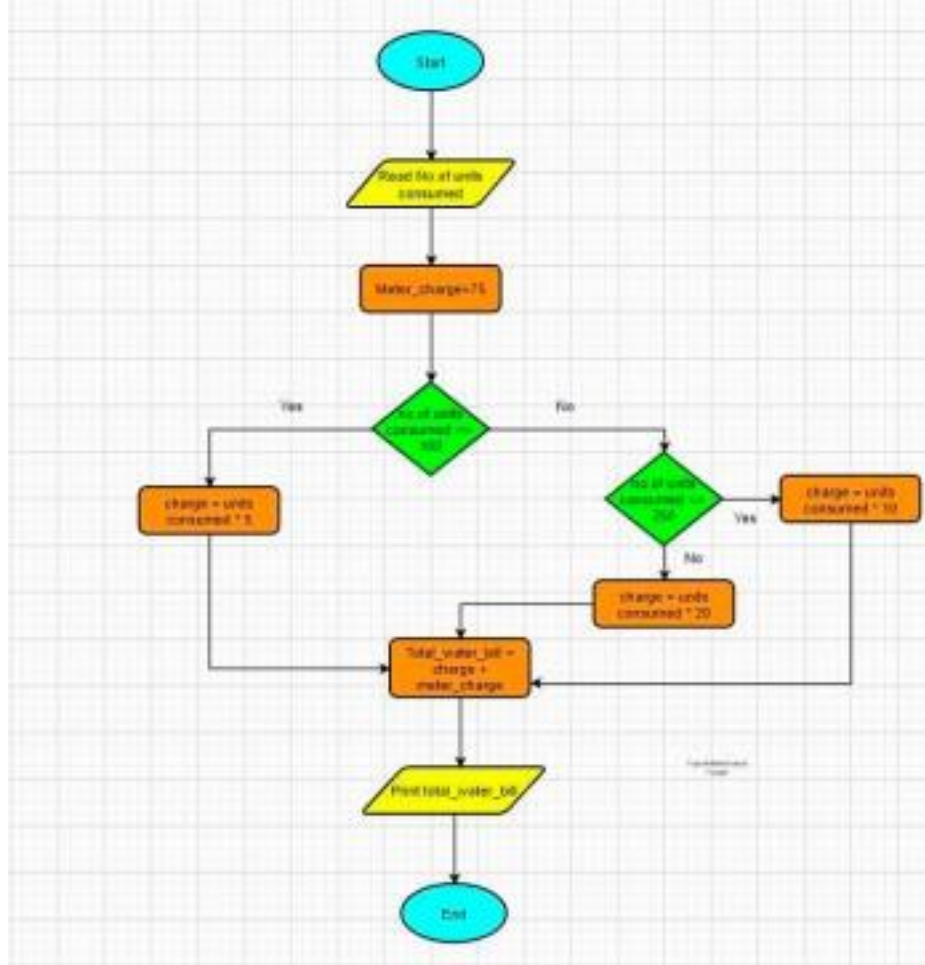 Start
Read No.of units
consumed
Meter_charge=75
Yes
No
No.of units
consumed <=
100
No.of units
consumed <=
250
Yes
No
charge = units
consumed * 5
charge = units
consumed * 10
charge = units
consumed * 20
Total_water_bill =
charge +
meter_charge
Print total_water_bill
End